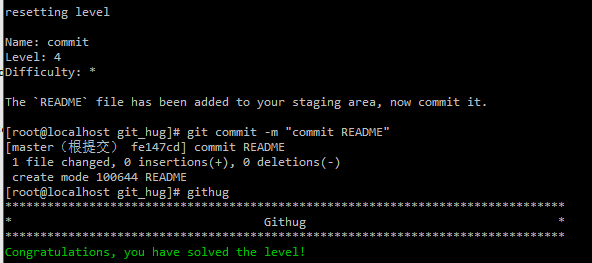 resetting level
Name: commit
Level: 4
Difficulty: *
The `README` file has been added to your staging area, now commit it.
[root@localhost git_hug]# git commit -m "commit README"
[master（根提交） fe147cd] commit README
 1 file changed, 0 insertions(+), 0 deletions(-)
 create mode 100644 README
[root@localhost git_hug]# githug
********************************************************************************
*                                    Githug                                    *
********************************************************************************
Congratulations, you have solved the level!